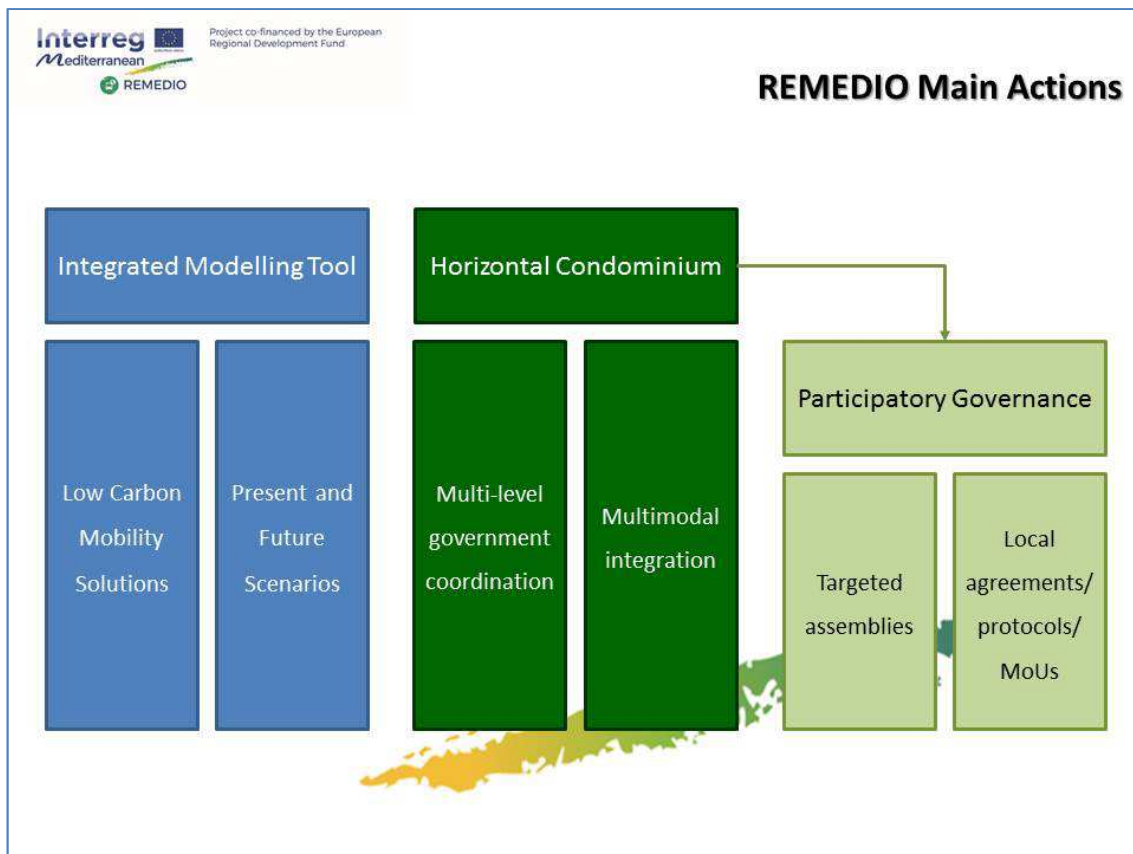 Interreg
EUROPEAN UNION
Mediterranean
REMEDIO
Project co-financed by the European
Regional Development Fund
REMEDIO Main Actions
Integrated Modelling Tool
Low Carbon
Mobility
Solutions
Present and
Future
Scenarios
Horizontal Condominium
Multi-level
government
coordination
Multimodal
integration
Participatory Governance
Targeted
assemblies
Local
agreements/
protocols/
MoUs